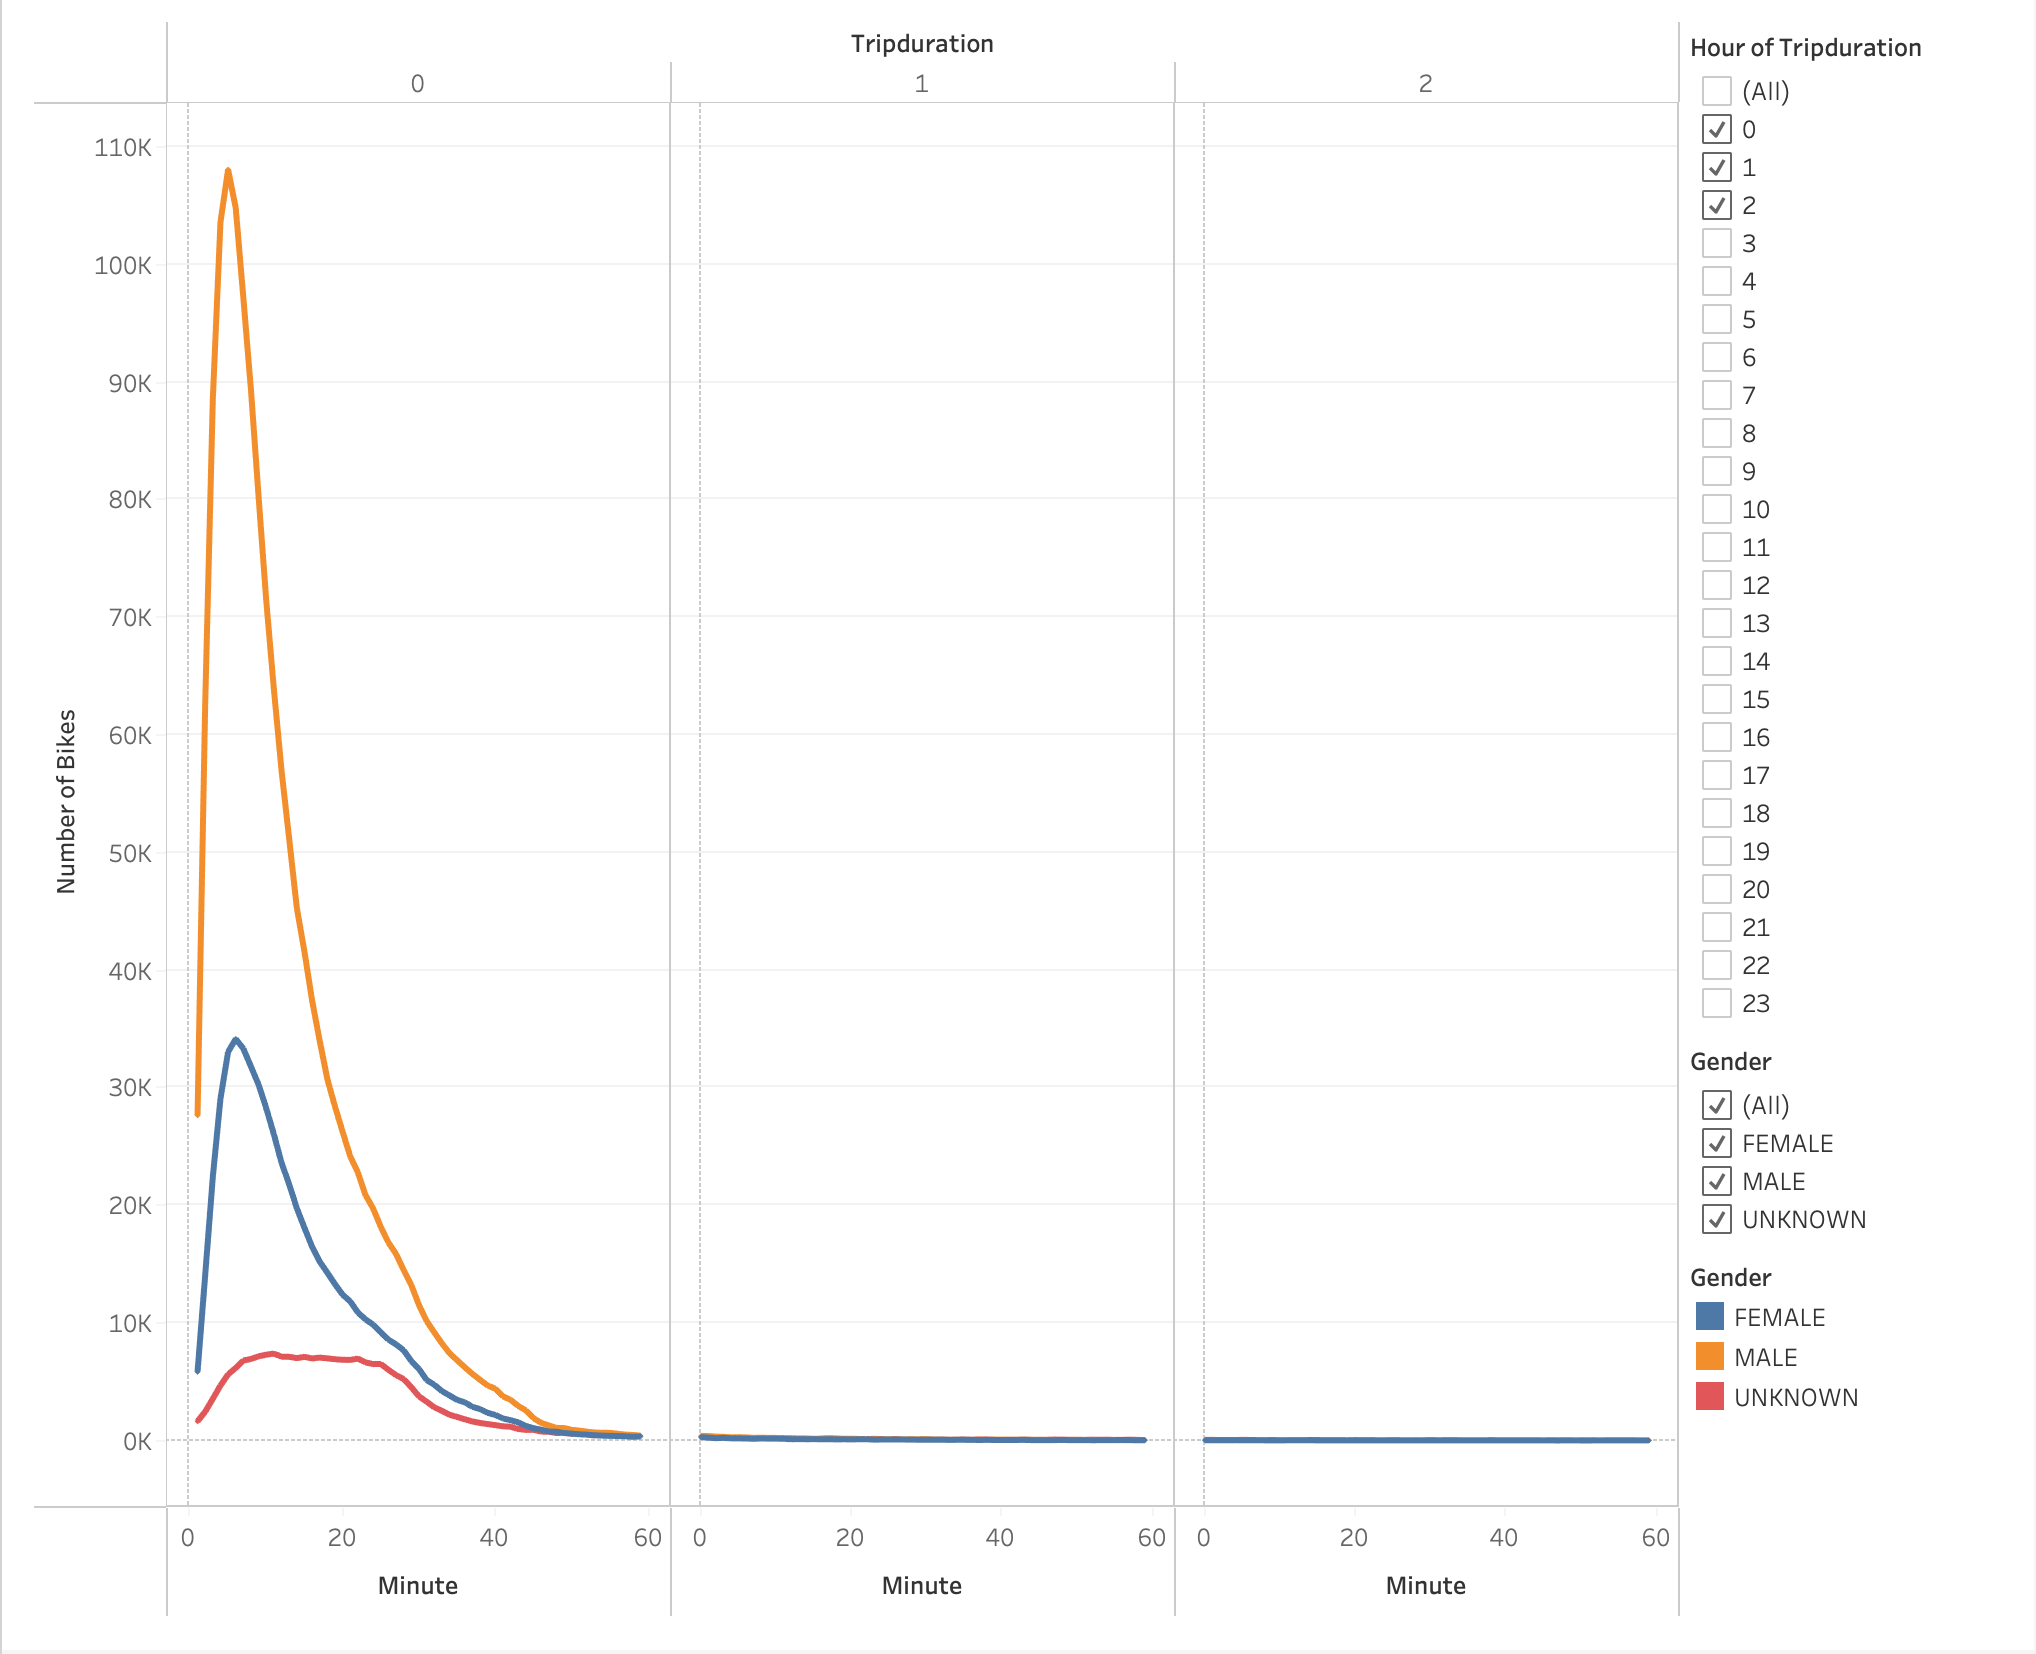 Tripduration
0 1 2
110K
100K
90K
80K
70K
60K
50K
40K
30K
20K
10K
0K
Number of Bikes
0 20 40 60 0 20 40 60 0 20 40 60
Minute Minute Minute
Hour of Tripduration
(All)
0
1
2
3
4
5
6
7
8
9
10
11
12
13
14
15
16
17
18
19
20
21
22
23
Gender
(All)
FEMALE
MALE
UNKNOWN
Gender
FEMALE
MALE
UNKNOWN